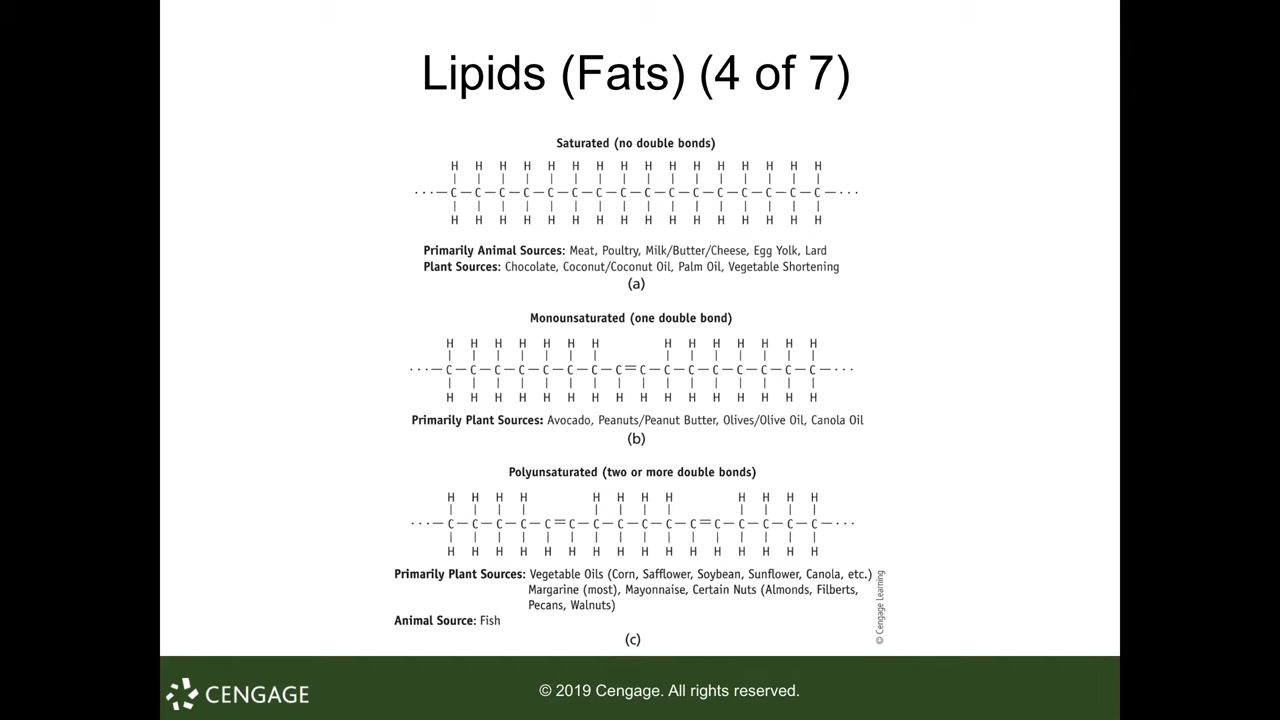 Lipids (Fats) (4 of 7)
Saturated (no double bonds)
H H H H H H H H H H H H H H H H
···—C—C—C—C—C—C—C—C—C—C—C—C—C—C—C—C—···
H H H H H H H H H H H H H H H H
Primarily Animal Sources: Meat, Poultry, Milk/Butter/Cheese, Egg Yolk, Lard
Plant Sources: Chocolate, Coconut/Coconut Oil, Palm Oil, Vegetable Shortening
(a)
Monounsaturated (one double bond)
H H H H H H H H H H H H H H
···—C—C—C—C—C—C—C—C=C—C—C—C—C—C—C—C—···
H H H H H H H H H H H H H H H H
Primarily Plant Sources: Avocado, Peanuts/Peanut Butter, Olives/Olive Oil, Canola Oil
(b)
Polyunsaturated (two or more double bonds)
H H H H H H H H H H H H
···—C—C—C—C—C=C—C—C—C—C—C=C—C—C—C—C—···
H H H H H H H H H H H H H H H H
Primarily Plant Sources: Vegetable Oils (Corn, Safflower, Soybean, Sunflower, Canola, etc.)
Margarine (most), Mayonnaise, Certain Nuts (Almonds, Filberts,
Pecans, Walnuts)
Animal Source: Fish
(c)
© Cengage Learning
CENGAGE
© 2019 Cengage. All rights reserved.